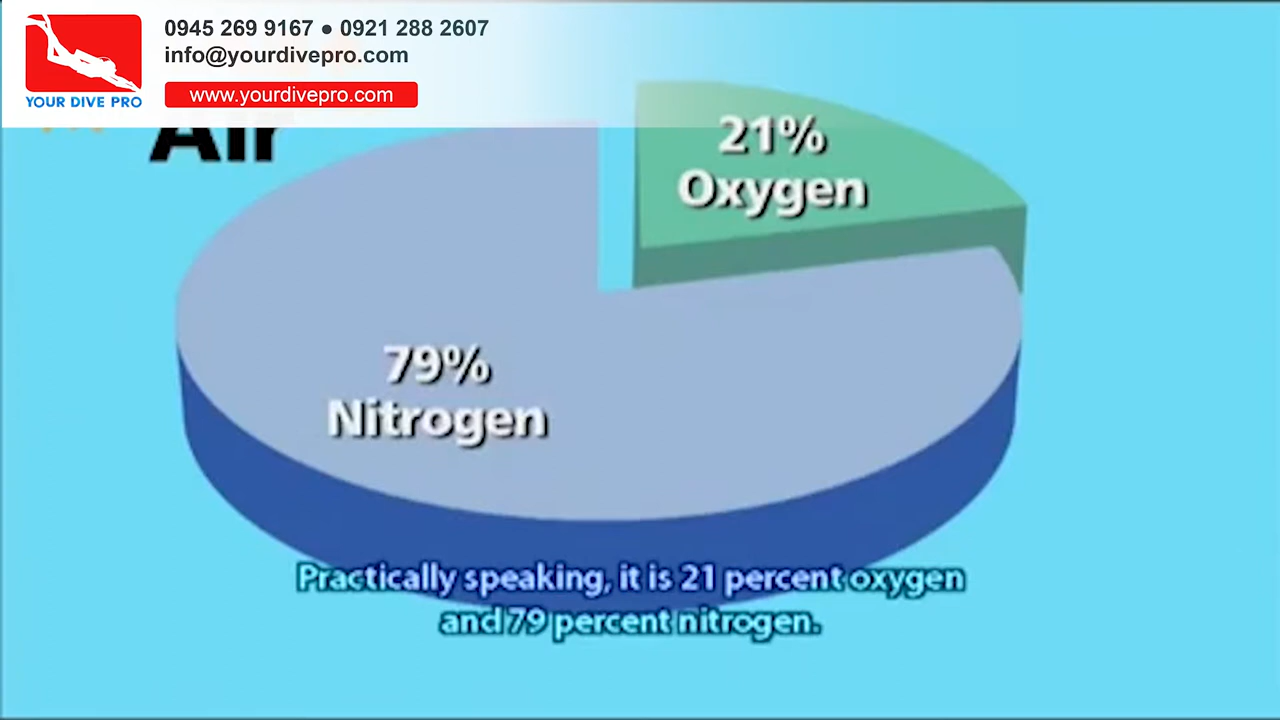 0945 269 9167 ● 0921 288 2607
info@yourdivepro.com
www.yourdivepro.com
YOUR DIVE PRO
Air
21%
Oxygen
79%
Nitrogen
Practically speaking, it is 21 percent oxygen
and 79 percent nitrogen.